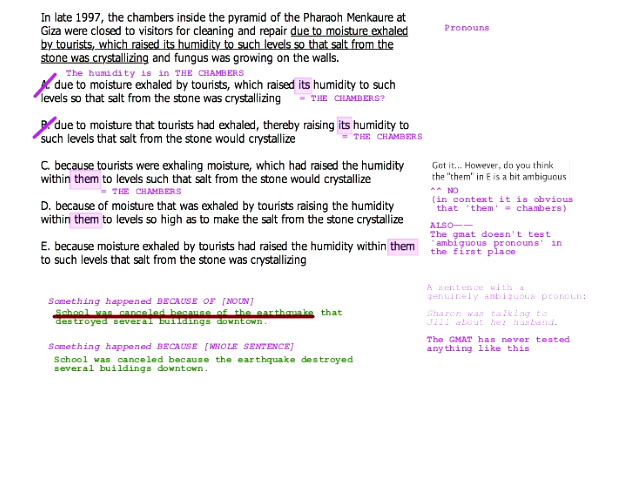 In late 1997, the chambers inside the pyramid of the Pharaoh Menkaure at
Giza were closed to visitors for cleaning and repair due to moisture exhaled
by tourists, which raised its humidity to such levels so that salt from the
stone was crystallizing and fungus was growing on the walls.
Pronouns
The humidity is in THE CHAMBERS
A. due to moisture exhaled by tourists, which raised its humidity to such
levels so that salt from the stone was crystallizing
= THE CHAMBERS?
B. due to moisture that tourists had exhaled, thereby raising its humidity to
such levels that salt from the stone would crystallize
= THE CHAMBERS
C. because tourists were exhaling moisture, which had raised the humidity
within them to levels such that salt from the stone would crystallize
= THE CHAMBERS
D. because of moisture that was exhaled by tourists raising the humidity
within them to levels so high as to make the salt from the stone crystallize
E. because moisture exhaled by tourists had raised the humidity within them
to such levels that salt from the stone was crystallizing
Got it... However, do you think
the "them" in E is a bit ambiguous
^^ NO
(in context it is obvious
that 'them' = chambers)
ALSO——
The gmat doesn't test
'ambiguous pronouns' in
the first place
A sentence with a
genuinely ambiguous pronoun:
Sharon was talking to
Jill about her husband.
The GMAT has never tested
anything like this
Something happened BECAUSE OF [NOUN]
School was canceled because of the earthquake that
destroyed several buildings downtown.
Something happened BECAUSE [WHOLE SENTENCE]
School was canceled because the earthquake destroyed
several buildings downtown.